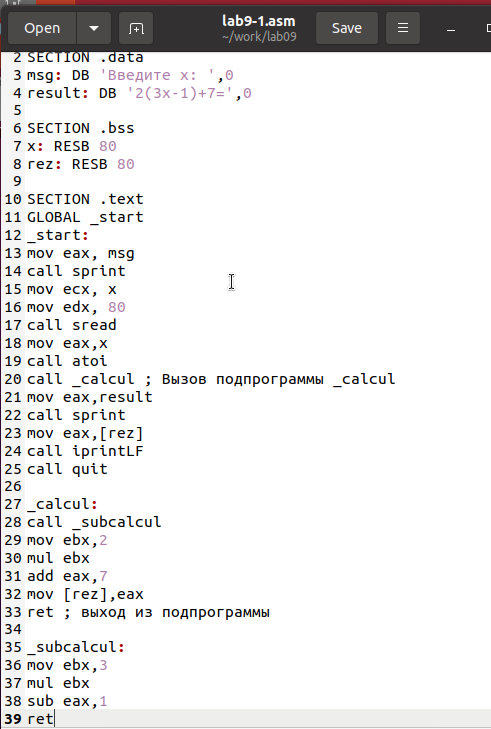 Open
lab9-1.asm
~/work/lab09
Save
2 SECTION .data
3 msg: DB 'Введите x: ',0
4 result: DB '2(3x-1)+7=',0
5
6 SECTION .bss
7 x: RESB 80
8 rez: RESB 80
9
10 SECTION .text
11 GLOBAL _start
12 _start:
13 mov eax, msg
14 call sprint
15 mov ecx, x
16 mov edx, 80
17 call sread
18 mov eax,x
19 call atoi
20 call _calcul ; Вызов подпрограммы _calcul
21 mov eax,result
22 call sprint
23 mov eax,[rez]
24 call iprintLF
25 call quit
26
27 _calcul:
28 call _subcalcul
29 mov ebx,2
30 mul ebx
31 add eax,7
32 mov [rez],eax
33 ret ; выход из подпрограммы
34
35 _subcalcul:
36 mov ebx,3
37 mul ebx
38 sub eax,1
39 ret